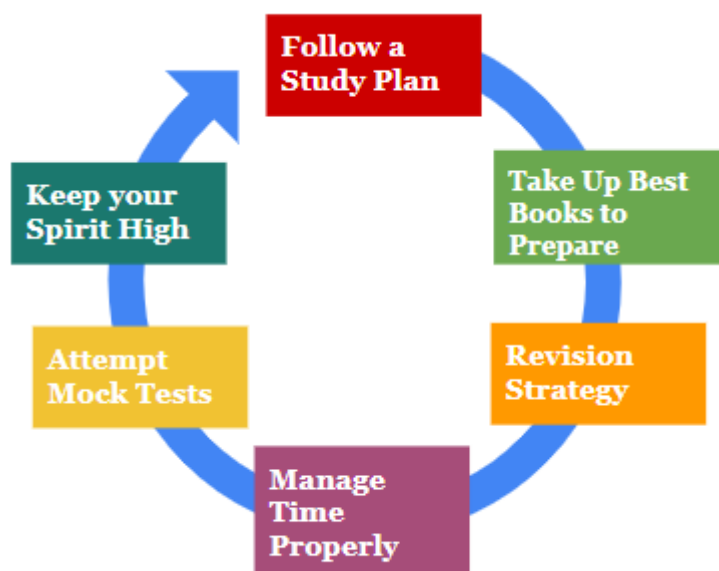 Follow a
Study Plan
Take Up Best
Books to
Prepare
Revision
Strategy
Manage
Time
Properly
Attempt
Mock Tests
Keep your
Spirit High